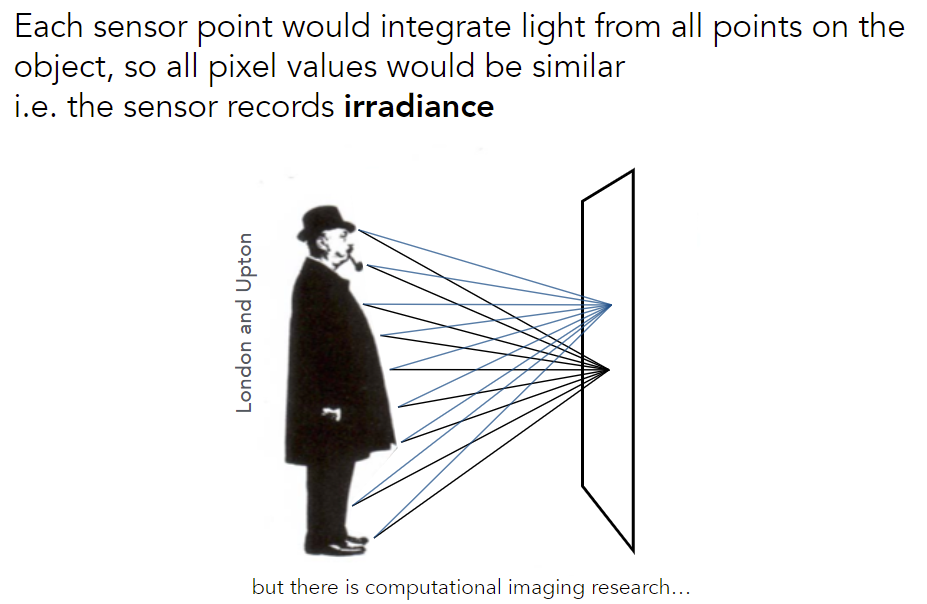 Each sensor point would integrate light from all points on the
object, so all pixel values would be similar
i.e. the sensor records irradiance
London and Upton
but there is computational imaging research...